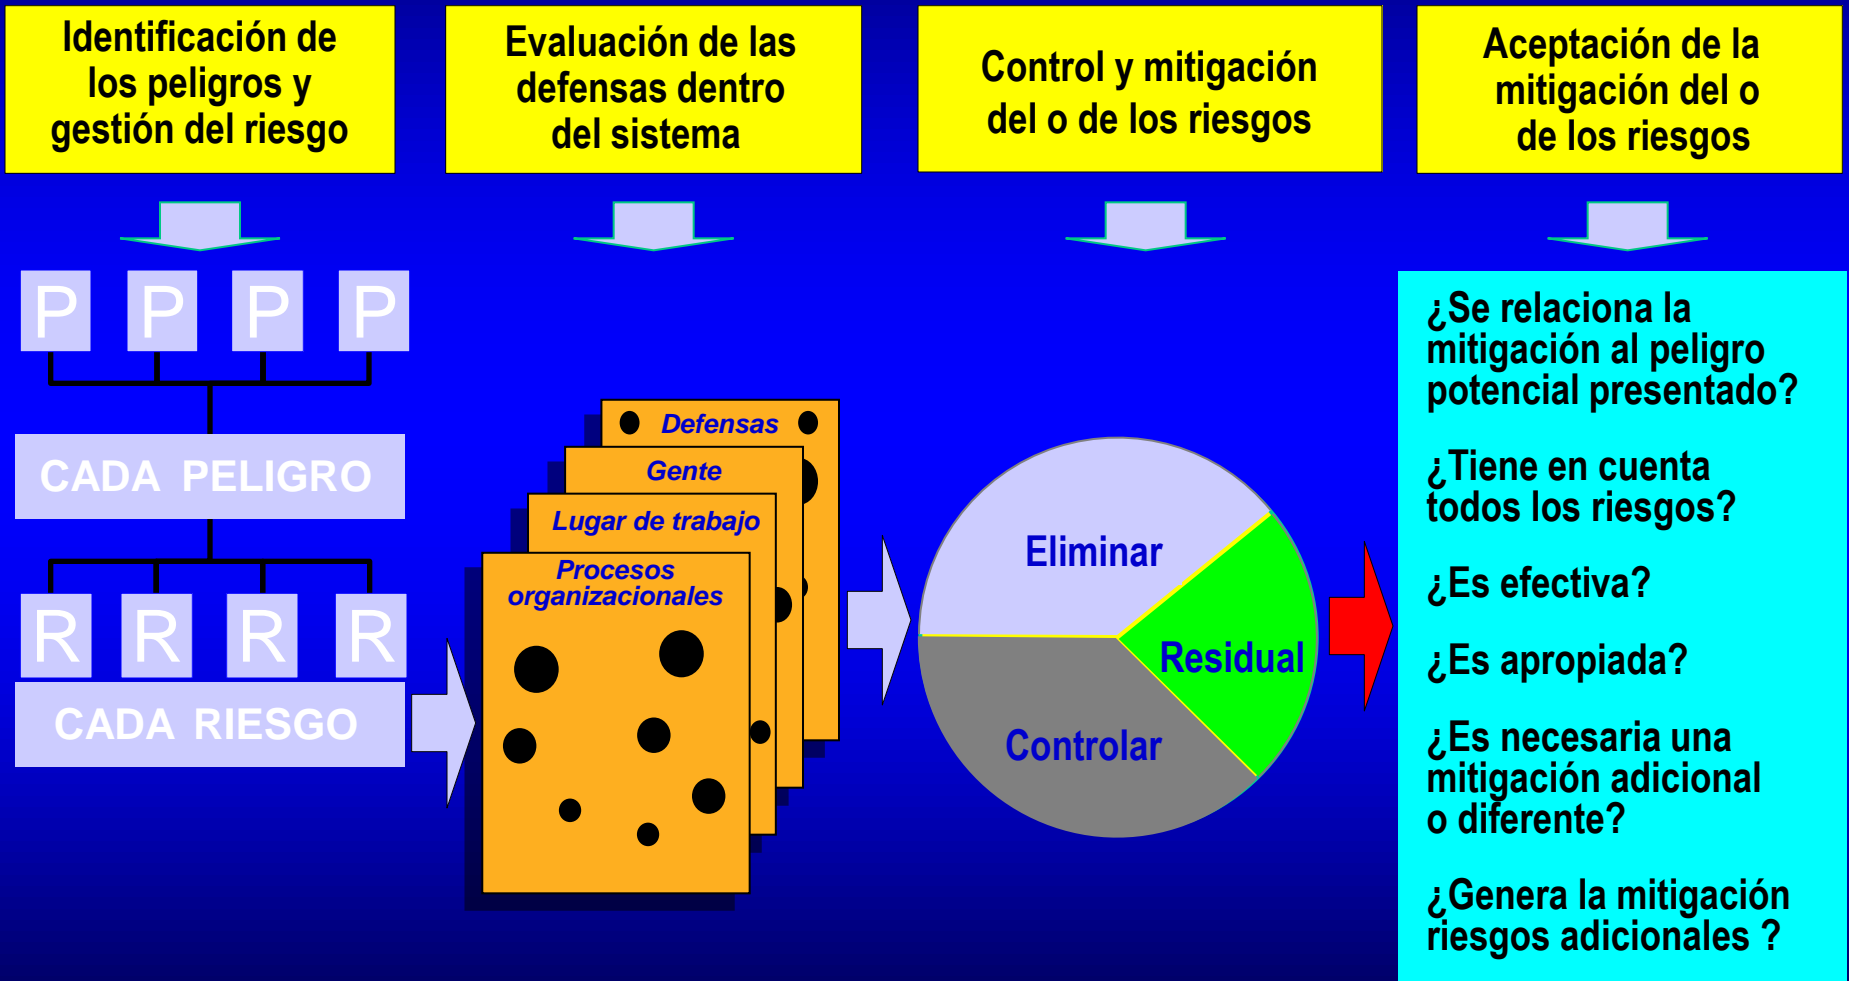 Identificación de
los peligros y
gestión del riesgo
Evaluación de las
defensas dentro
del sistema
Control y mitigación
del o de los riesgos
Aceptación de la
mitigación del o
de los riesgos
P P P P
CADA PELIGRO
R R R R
CADA RIESGO
Defensas
Gente
Lugar de trabajo
Procesos
organizacionales
Eliminar
Residual
Controlar
¿Se relaciona la
mitigación al peligro
potencial presentado?
¿Tiene en cuenta
todos los riesgos?
¿Es efectiva?
¿Es apropiada?
¿Es necesaria una
mitigación adicional
o diferente?
¿Genera la mitigación
riesgos adicionales ?